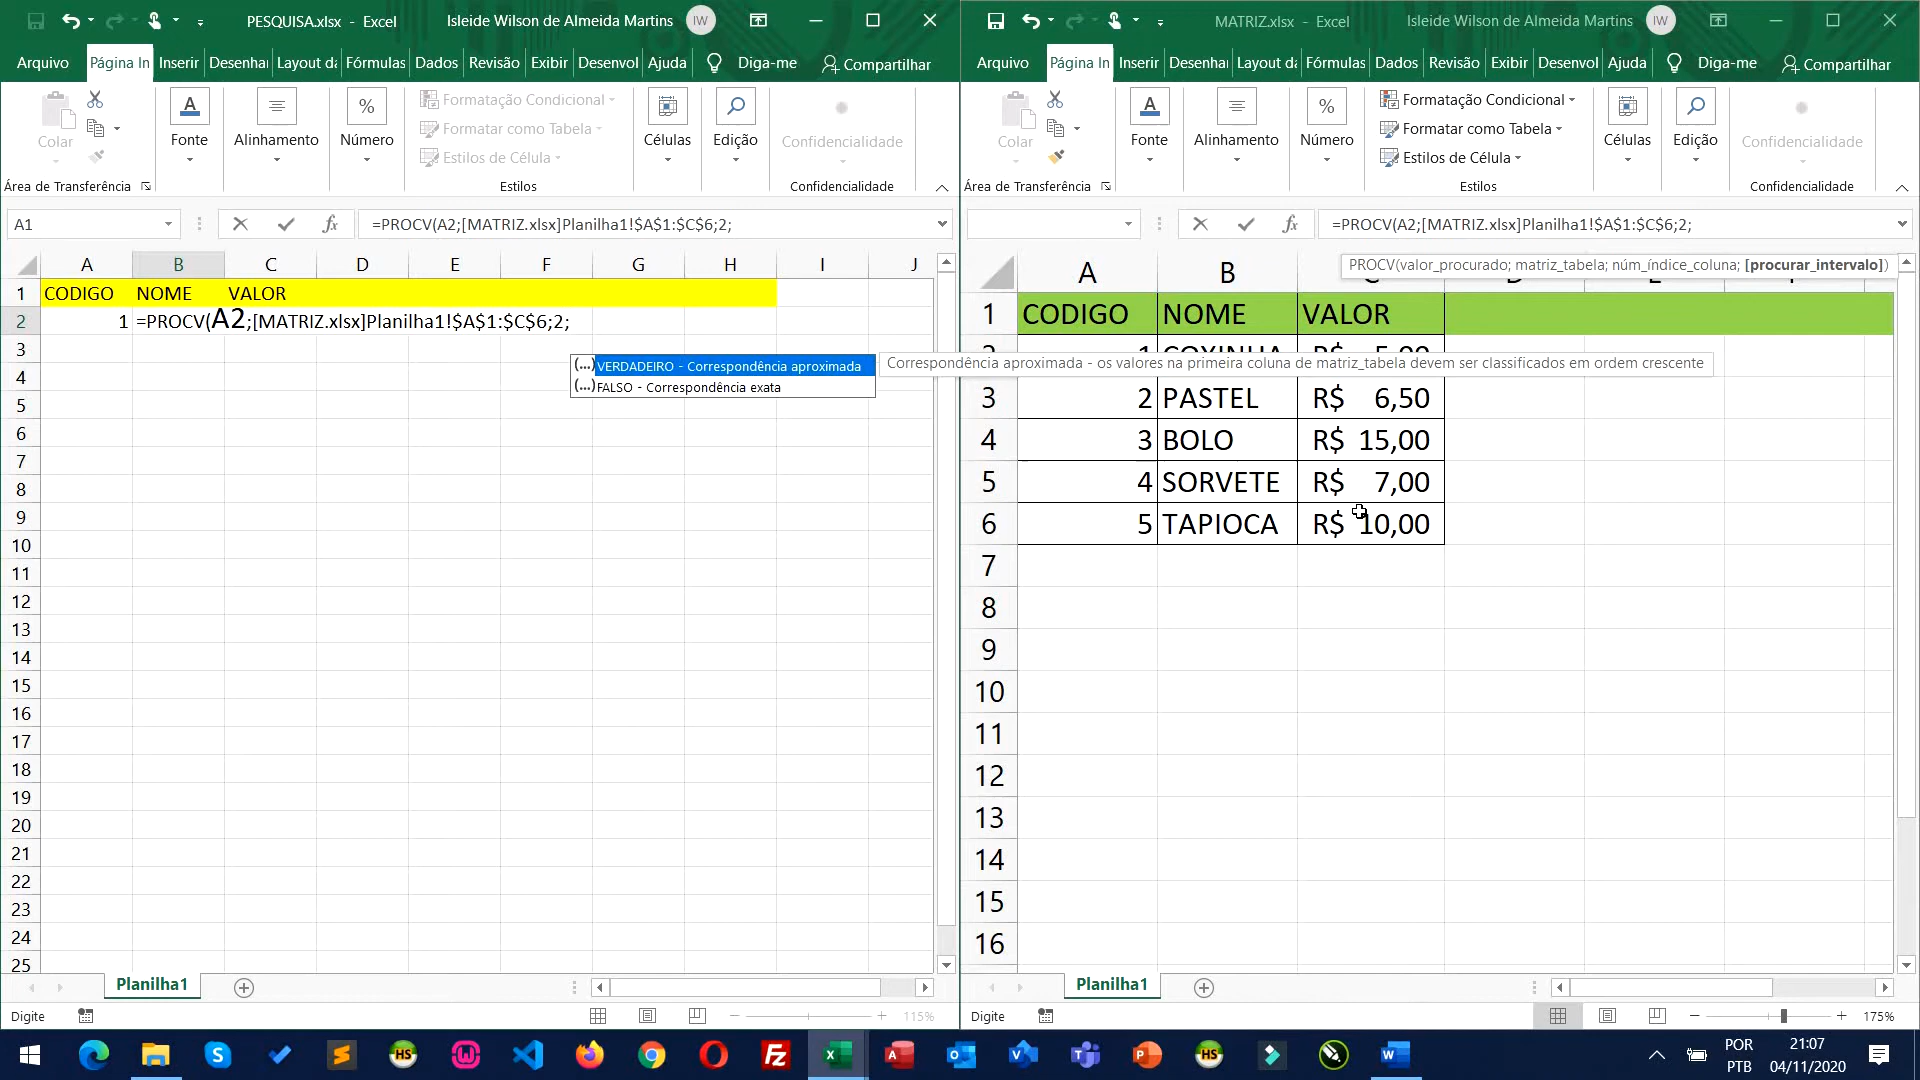 PESQUISA.xlsx - Excel
Isleide Wilson de Almeida Martins
IW
Arquivo
Página In
Inserir
Desenhar
Layout da
Fórmulas
Dados
Revisão
Exibir
Desenvol
Ajuda
Diga-me
Compartilhar
Colar
Fonte
Alinhamento
Número
Formatação Condicional
Formatar como Tabela
Estilos de Célula
Células
Edição
Confidencialidade
Área de Transferência
Estilos
Confidencialidade
A1
fx
=PROCV(A2;[MATRIZ.xlsx]Planilha1!$A$1:$C$6;2;
A B C D E F G H I J
1 CODIGO NOME VALOR
2 1 =PROCV(A2;[MATRIZ.xlsx]Planilha1!$A$1:$C$6;2;
3
(...)VERDADEIRO - Correspondência aproximada
(...)FALSO - Correspondência exata
Correspondência aproximada - os valores na primeira coluna de matriz_tabela devem ser classificados em ordem crescente
4
5
6
7
8
9
10
11
12
13
14
15
16
17
18
19
20
21
22
23
24
25
Planilha1
Digite
115%
MATRIZ.xlsx - Excel
Isleide Wilson de Almeida Martins
IW
Arquivo
Página In
Inserir
Desenhar
Layout da
Fórmulas
Dados
Revisão
Exibir
Desenvol
Ajuda
Diga-me
Compartilhar
Colar
Fonte
Alinhamento
Número
Formatação Condicional
Formatar como Tabela
Estilos de Célula
Células
Edição
Confidencialidade
Área de Transferência
Estilos
Confidencialidade
fx
=PROCV(A2;[MATRIZ.xlsx]Planilha1!$A$1:$C$6;2;
PROCV(valor_procurado; matriz_tabela; núm_índice_coluna; [procurar_intervalo])
A B
1 CODIGO NOME VALOR
3 2 PASTEL R$ 6,50
4 3 BOLO R$ 15,00
5 4 SORVETE R$ 7,00
6 5 TAPIOCA R$ 10,00
7
8
9
10
11
12
13
14
15
16
Planilha1
Digite
175%
POR
PTB
21:07
04/11/2020